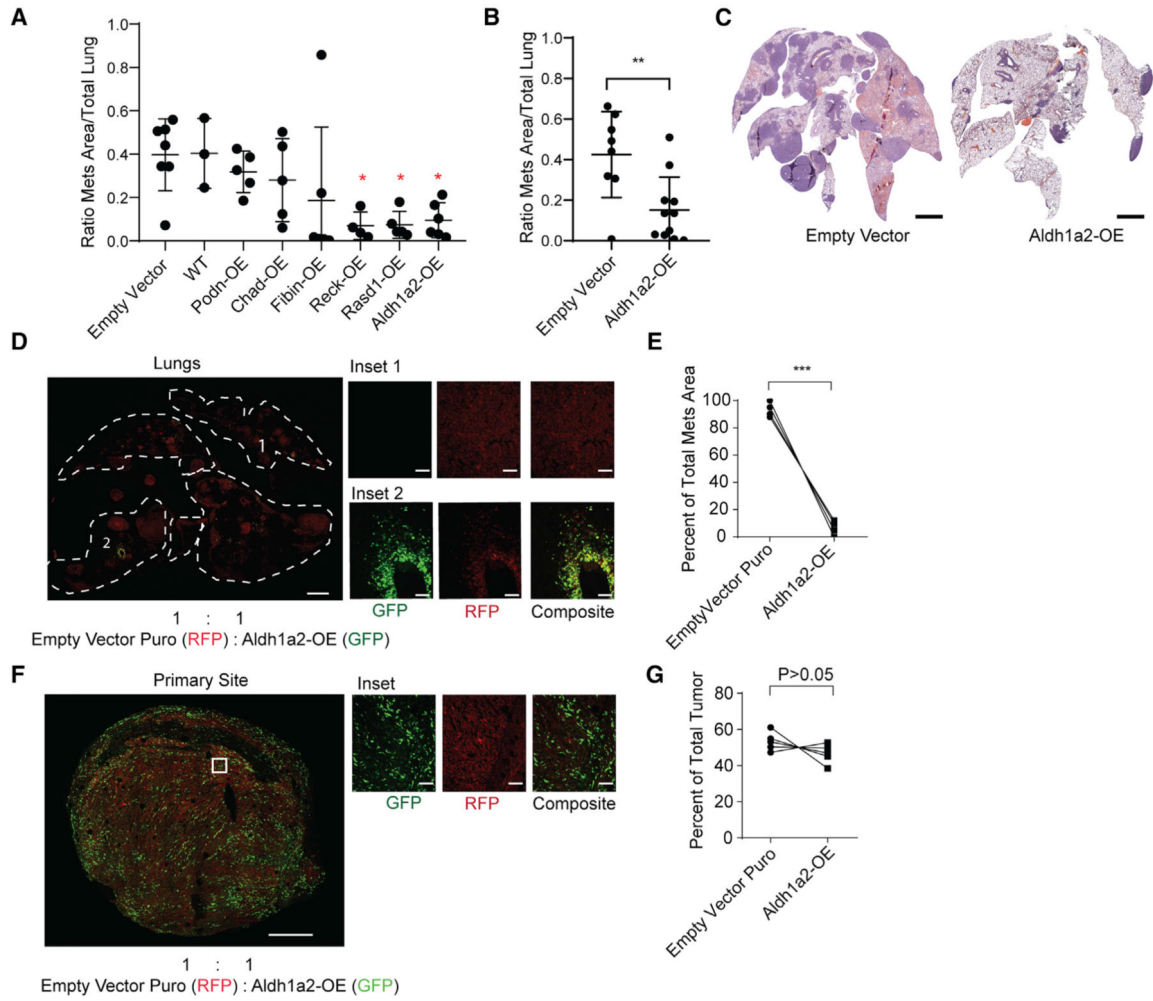 A
Ratio Mets Area/Total Lung
1.0
0.8
0.6
0.4
0.2
0.0
* * *
Empty Vector
WT
Podn-OE
Chad-OE
Fibin-OE
Reck-OE
Rasd1-OE
Aldh1a2-OE
B
Ratio Mets Area/Total Lung
1.0
0.8
0.6
0.4
0.2
0.0
**
Empty Vector
Aldh1a2-OE
C
Empty Vector
Aldh1a2-OE
D
Lungs
1
2
Inset 1
Inset 2
GFP
RFP
Composite
1 : 1
Empty Vector Puro (RFP) : Aldh1a2-OE (GFP)
E
Percent of Total Mets Area
100
80
60
40
20
0
***
EmptyVector Puro
Aldh1a2-OE
F
Primary Site
Inset
GFP
RFP
Composite
1 : 1
Empty Vector Puro (RFP) : Aldh1a2-OE (GFP)
G
Percent of Total Tumor
80
60
40
20
0
P>0.05
Empty Vector Puro
Aldh1a2-OE